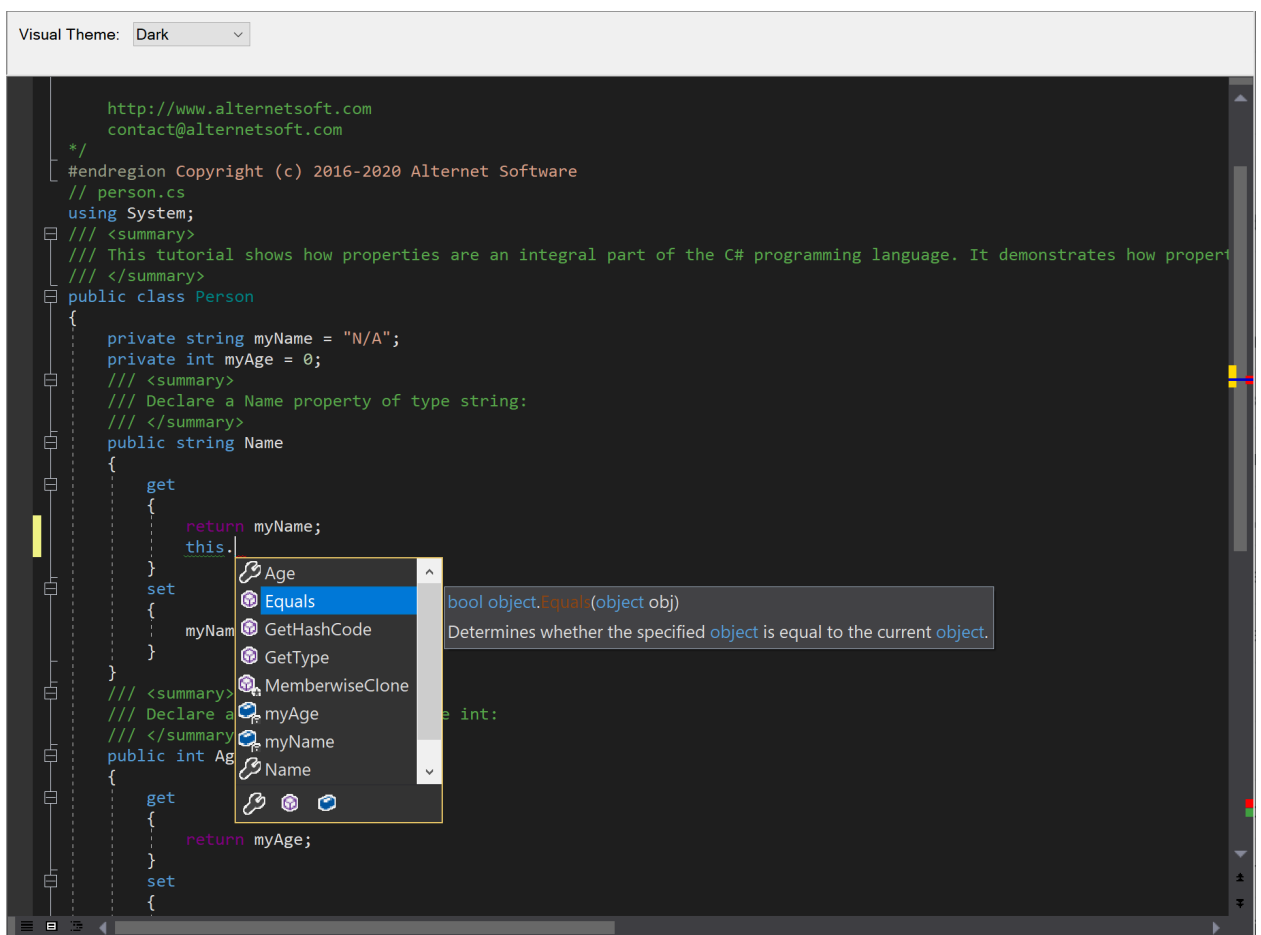 Visual Theme: Dark
http://www.alternetsoft.com
contact@alternetsoft.com
*/
#endregion Copyright (c) 2016-2020 Alternet Software
// person.cs
using System;
/// <summary>
/// This tutorial shows how properties are an integral part of the C# programming language. It demonstrates how propert
/// </summary>
public class Person
{
private string myName = "N/A";
private int myAge = 0;
/// <summary>
/// Declare a Name property of type string:
/// </summary>
public string Name
{
get
{
return myName;
this.
}
set
{
myNam
}
}
/// <summary>
/// Declare a
e int:
/// </summary
public int Ag
{
get
{
return myAge;
}
set
{
Age
Equals
GetHashCode
GetType
MemberwiseClone
myAge
myName
Name
bool object.Equals(object obj)
Determines whether the specified object is equal to the current object.